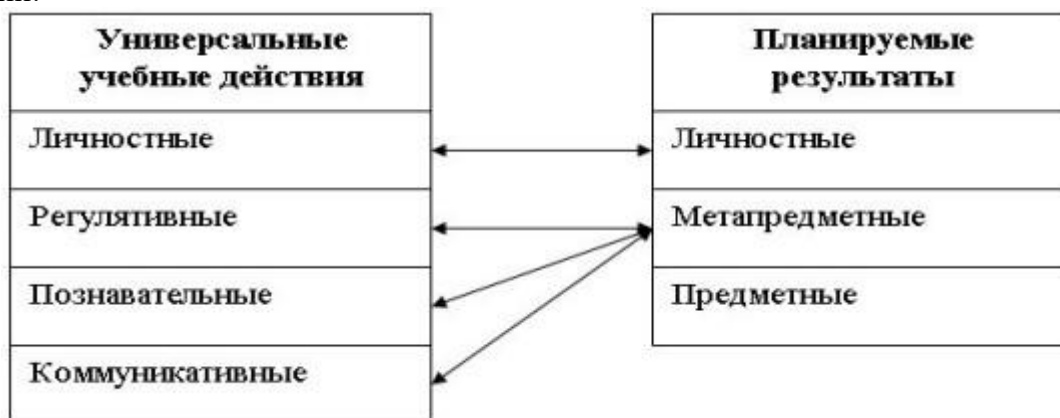 Универсальные
учебные действия
Личностные
Регулятивные
Познавательные
Коммуникативные
Планируемые
результаты
Личностные
Метапредметные
Предметные